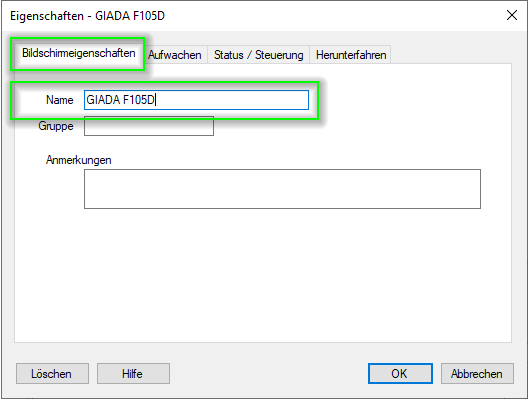 Eigenschaften - GIADA F105D
Bildschirmeigenschaften Aufwachen Status / Steuerung Herunterfahren
Name GIADA F105D
Gruppe
Anmerkungen
Löschen Hilfe OK Abbrechen